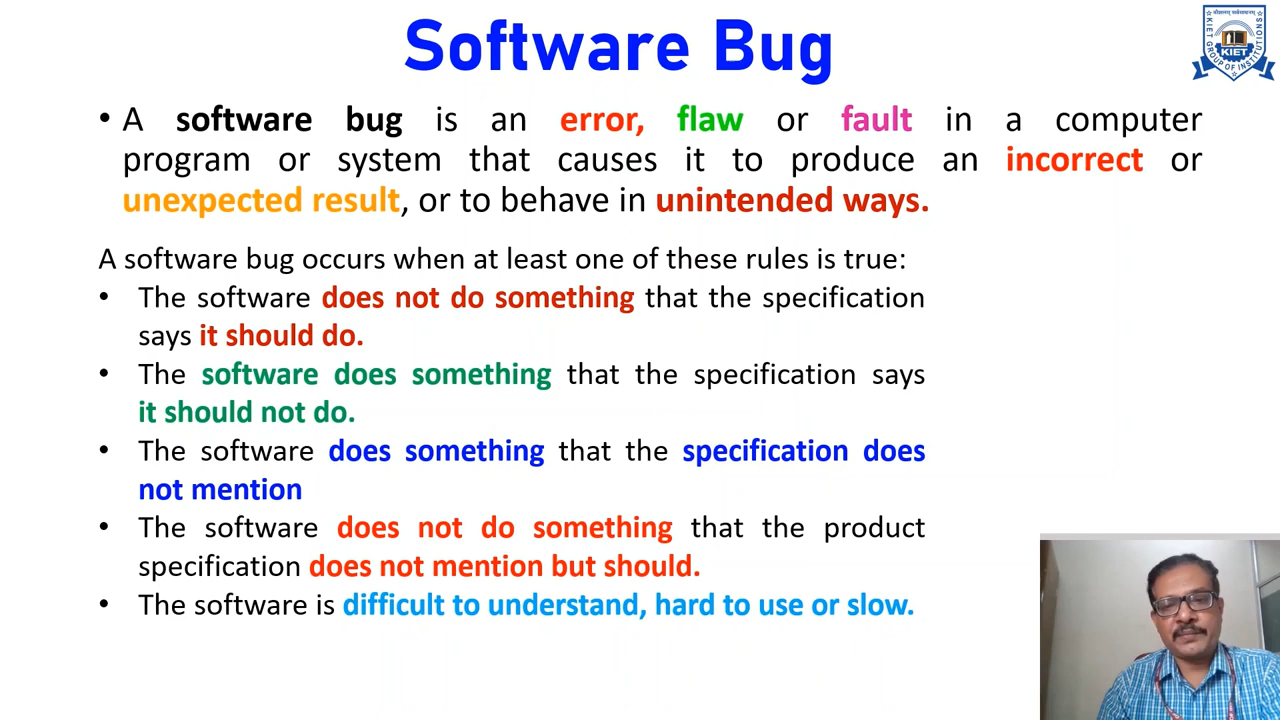 Software Bug
• A software bug is an error, flaw or fault in a computer
program or system that causes it to produce an incorrect or
unexpected result, or to behave in unintended ways.
A software bug occurs when at least one of these rules is true:
• The software does not do something that the specification
says it should do.
• The software does something that the specification says
it should not do.
• The software does something that the specification does
not mention
• The software does not do something that the product
specification does not mention but should.
• The software is difficult to understand, hard to use or slow.
KIET
KIET GROUP OF INSTITUTIONS